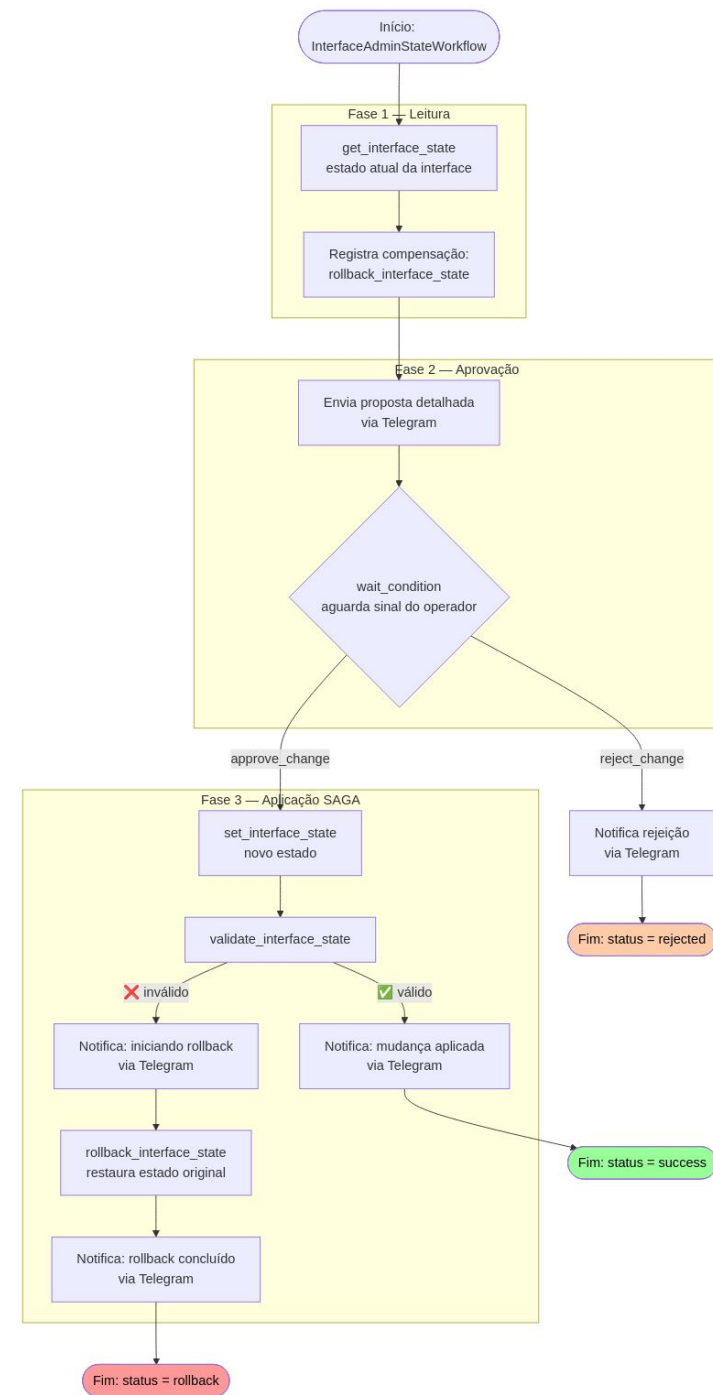 Início:
InterfaceAdminStateWorkflow
Fase 1 — Leitura
get_interface_state
estado atual da interface
Registra compensação:
rollback_interface_state
Fase 2 — Aprovação
Envia proposta detalhada
via Telegram
wait_condition
aguarda sinal do operador
approve_change
reject_change
Fase 3 — Aplicação SAGA
set_interface_state
novo estado
Notifica rejeição
via Telegram
validate_interface_state
Fim: status = rejected
❌ inválido
✅ válido
Notifica: iniciando rollback
via Telegram
Notifica: mudança aplicada
via Telegram
rollback_interface_state
restaura estado original
Fim: status = success
Notifica: rollback concluído
via Telegram
Fim: status = rollback